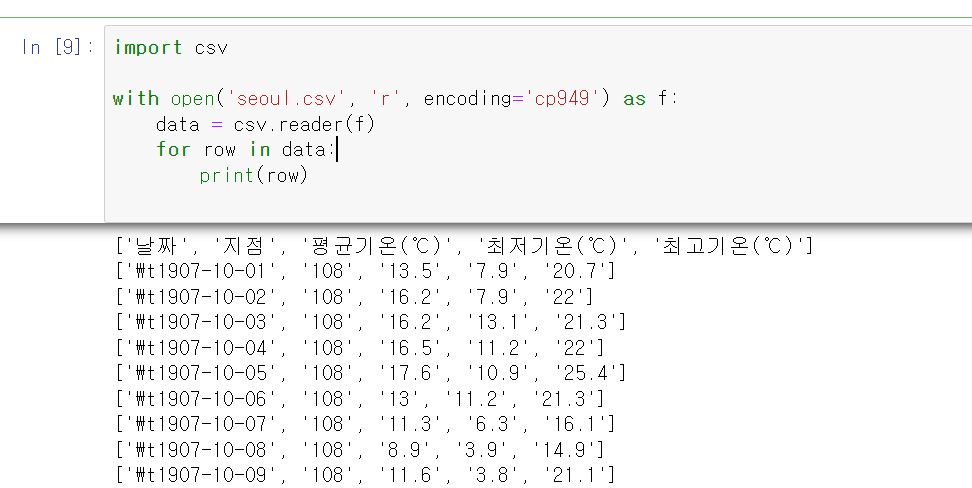 In [9]:
import csv
with open('seoul.csv', 'r', encoding='cp949') as f:
data = csv.reader(f)
for row in data:
print(row)
['날짜', '지점', '평균기온(℃)', '최저기온(℃)', '최고기온(℃)']
['₩t1907-10-01', '108', '13.5', '7.9', '20.7']
['₩t1907-10-02', '108', '16.2', '7.9', '22']
['₩t1907-10-03', '108', '16.2', '13.1', '21.3']
['₩t1907-10-04', '108', '16.5', '11.2', '22']
['₩t1907-10-05', '108', '17.6', '10.9', '25.4']
['₩t1907-10-06', '108', '13', '11.2', '21.3']
['₩t1907-10-07', '108', '11.3', '6.3', '16.1']
['₩t1907-10-08', '108', '8.9', '3.9', '14.9']
['₩t1907-10-09', '108', '11.6', '3.8', '21.1']